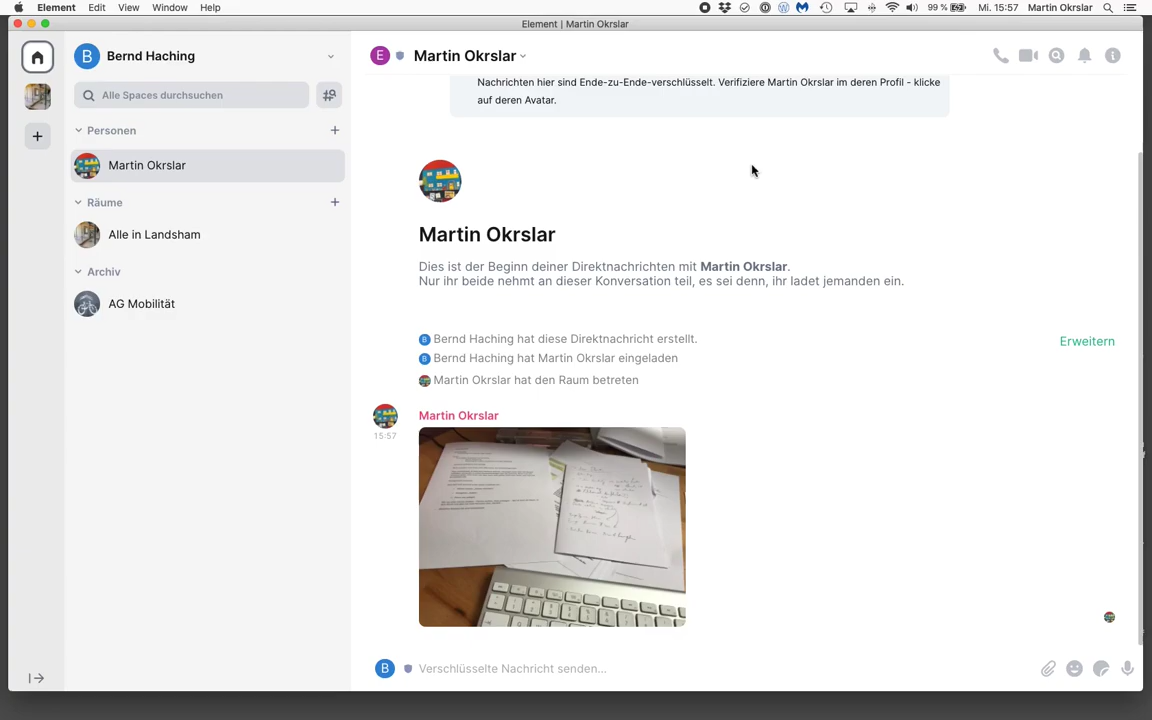 Element Edit View Window Help
99 % Mi. 15:57 Martin Okrslar
Element | Martin Okrslar
B Bernd Haching
Alle Spaces durchsuchen
Personen
Martin Okrslar
Räume
Alle in Landsham
Archiv
AG Mobilität
E Martin Okrslar
Nachrichten hier sind Ende-zu-Ende-verschlüsselt. Verifiziere Martin Okrslar im deren Profil - klicke
auf deren Avatar.
Martin Okrslar
Dies ist der Beginn deiner Direktnachrichten mit Martin Okrslar.
Nur ihr beide nehmt an dieser Konversation teil, es sei denn, ihr ladet jemanden ein.
B Bernd Haching hat diese Direktnachricht erstellt.
Erweitern
B Bernd Haching hat Martin Okrslar eingeladen
Martin Okrslar hat den Raum betreten
Martin Okrslar
15:57
B Verschlüsselte Nachricht senden...